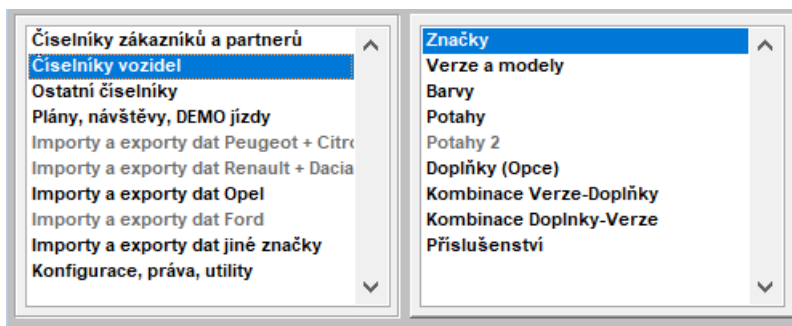 Číselníky zákazníků a partnerů
Číselníky vozidel
Ostatní číselníky
Plány, návštěvy, DEMO jízdy
Importy a exporty dat Peugeot + Citr
Importy a exporty dat Renault + Dacia
Importy a exporty dat Opel
Importy a exporty dat Ford
Importy a exporty dat jiné značky
Konfigurace, práva, utility
Značky
Verze a modely
Barvy
Potahy
Potahy 2
Doplňky (Opce)
Kombinace Verze-Doplňky
Kombinace Doplnky-Verze
Příslušenství